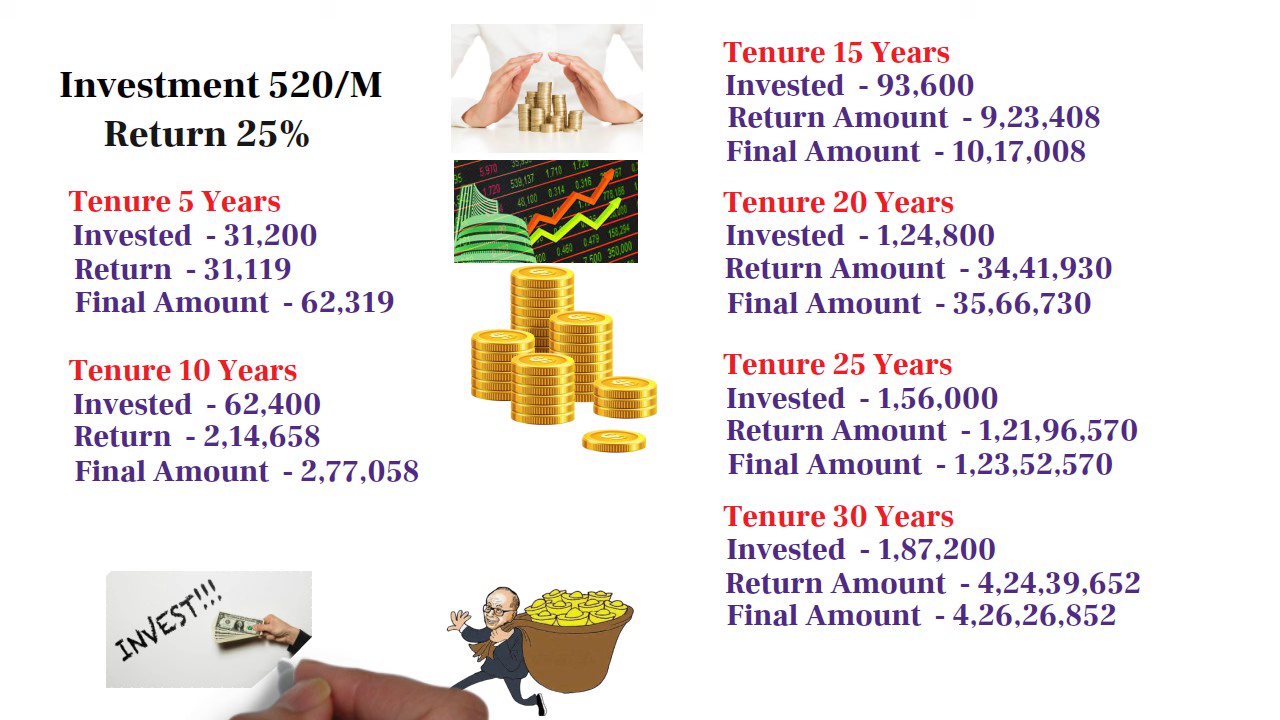 Investment 520/M
Return 25%
Tenure 5 Years
Invested - 31,200
Return - 31,119
Final Amount - 62,319
Tenure 10 Years
Invested - 62,400
Return - 2,14,658
Final Amount - 2,77,058
INVEST!!!
Tenure 15 Years
Invested - 93,600
Return Amount - 9,23,408
Final Amount - 10,17,008
Tenure 20 Years
Invested - 1,24,800
Return Amount - 34,41,930
Final Amount - 35,66,730
Tenure 25 Years
Invested - 1,56,000
Return Amount - 1,21,96,570
Final Amount - 1,23,52,570
Tenure 30 Years
Invested - 1,87,200
Return Amount - 4,24,39,652
Final Amount - 4,26,26,852